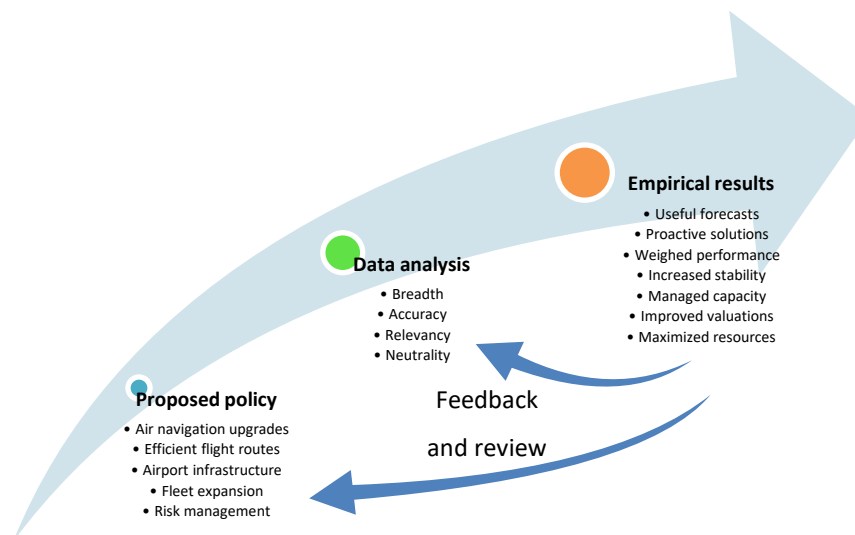 Proposed policy
• Air navigation upgrades
• Efficient flight routes
• Airport infrastructure
• Fleet expansion
• Risk management
Data analysis
• Breadth
• Accuracy
• Relevancy
• Neutrality
Empirical results
• Useful forecasts
• Proactive solutions
• Weighed performance
• Increased stability
• Managed capacity
• Improved valuations
• Maximized resources
Feedback
and review